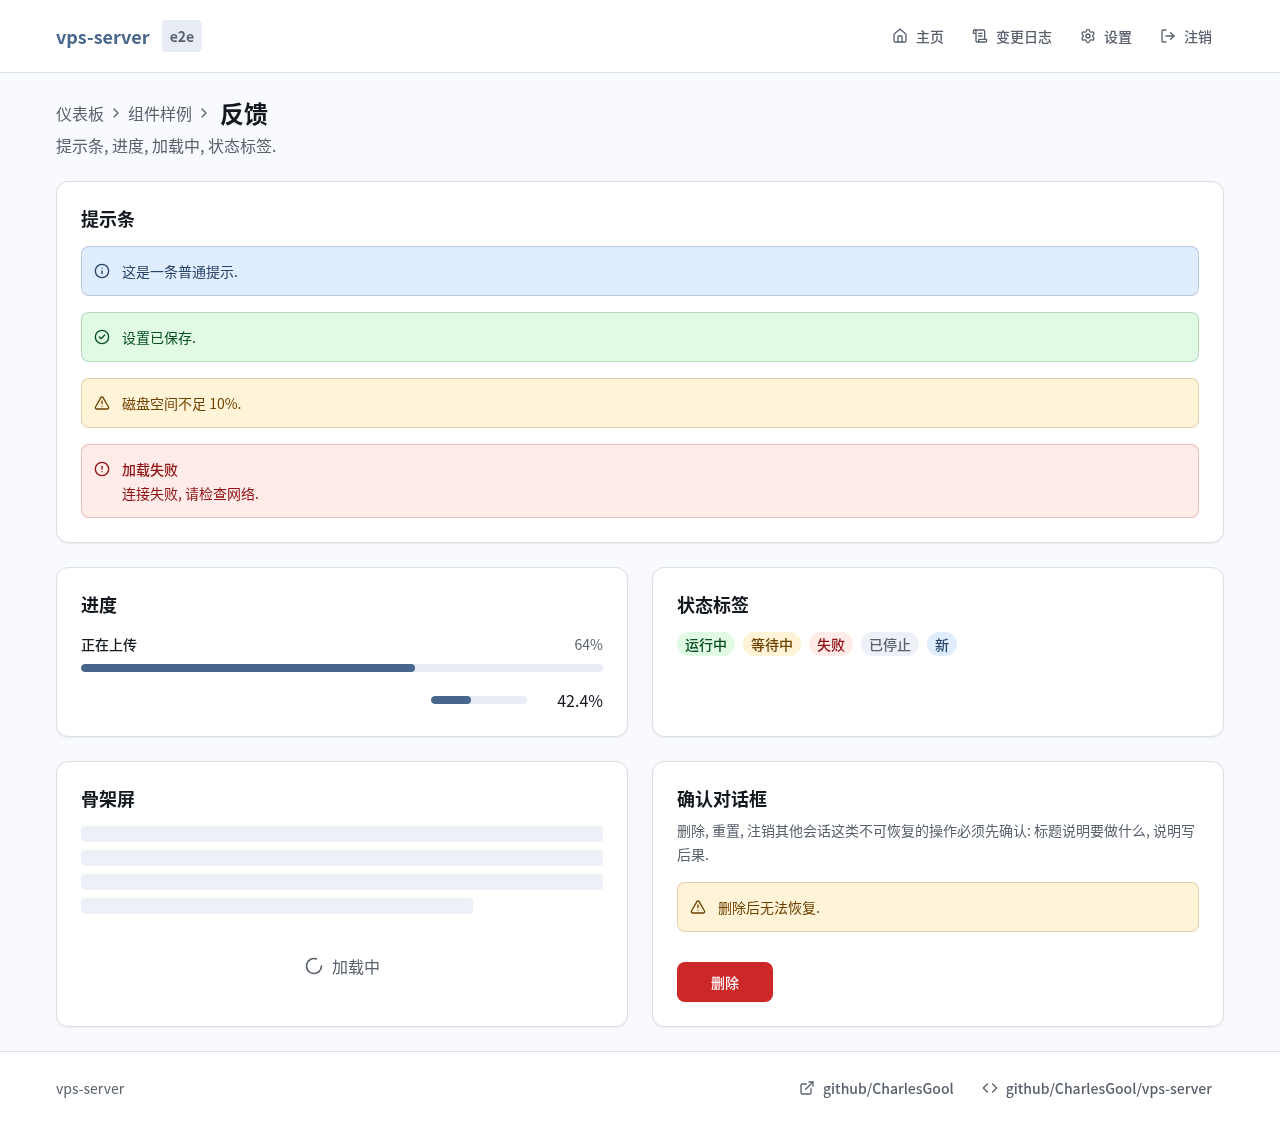 vps-server e2e 主页 变更日志 设置 注销
仪表板 组件样例 反馈
提示条, 进度, 加载中, 状态标签.
提示条
这是一条普通提示.
设置已保存.
磁盘空间不足 10%.
加载失败
连接失败, 请检查网络.
进度
正在上传 64%
42.4%
状态标签
运行中 等待中 失败 已停止 新
骨架屏
加载中
确认对话框
删除, 重置, 注销其他会话这类不可恢复的操作必须先确认: 标题说明要做什么, 说明写
后果.
删除后无法恢复.
删除
vps-server github/CharlesGool github/CharlesGool/vps-server